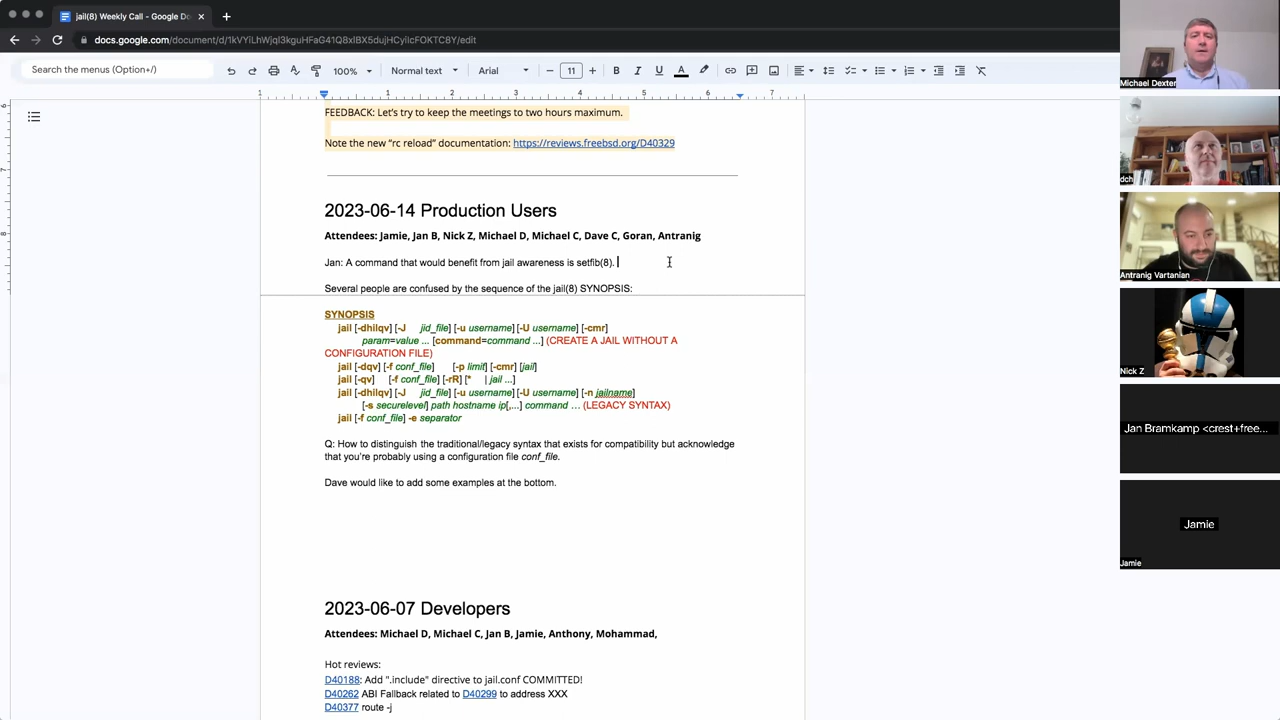 jail(8) Weekly Call - Google Do
docs.google.com/document/d/1kVYiLhWjqI3kguHFaG41Q8xIBX5dujHCyiIcFOKTC8Y/edit
Search the menus (Option+/)
100%
Normal text
Arial
11
1 1 2 3 4 5 6 7
FEEDBACK: Let's try to keep the meetings to two hours maximum.
Note the new “rc reload” documentation: https://reviews.freebsd.org/D40329
2023-06-14 Production Users
Attendees: Jamie, Jan B, Nick Z, Michael D, Michael C, Dave C, Goran, Antranig
Jan: A command that would benefit from jail awareness is setfib(8).
Several people are confused by the sequence of the jail(8) SYNOPSIS:
SYNOPSIS
jail [-dhilqv] [-J jid_file] [-u username] [-U username] [-cmr]
param=value ... [command=command ...] (CREATE A JAIL WITHOUT A
CONFIGURATION FILE)
jail [-dqv] [-f conf_file] [-p limit] [-cmr] [jail]
jail [-qv] [-f conf_file] [-rR] [* | jail ...]
jail [-dhilqv] [-J jid_file] [-u username] [-U username] [-n jailname]
[-s securelevel] path hostname ip[,...] command … (LEGACY SYNTAX)
jail [-f conf_file] -e separator
Q: How to distinguish the traditional/legacy syntax that exists for compatibility but acknowledge
that you're probably using a configuration file conf_file.
Dave would like to add some examples at the bottom.
2023-06-07 Developers
Attendees: Michael D, Michael C, Jan B, Jamie, Anthony, Mohammad,
Hot reviews:
D40188: Add ".include" directive to jail.conf COMMITTED!
D40262 ABI Fallback related to D40299 to address XXX
D40377 route -j
Michael Dexter
dch
Antranig Vartanian
Nick Z
Jan Bramkamp <crest+free...
Jamie
Jamie